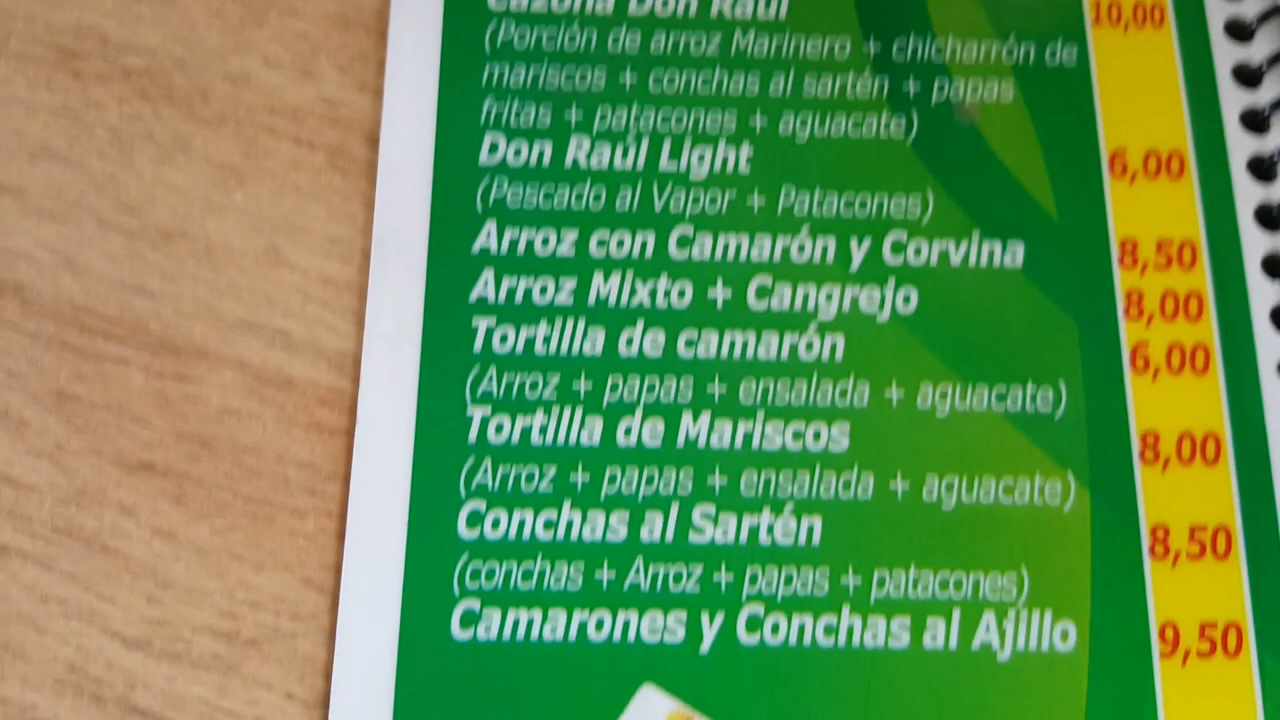 Cazona Don Raúl 10,00
(Porción de arroz Marinero + chicharrón de
mariscos + conchas al sartén + papas
fritas + patacones + aguacate)
Don Raúl Light 6,00
(Pescado al Vapor + Patacones)
Arroz con Camarón y Corvina 8,50
Arroz Mixto + Cangrejo 8,00
Tortilla de camarón 6,00
(Arroz + papas + ensalada + aguacate)
Tortilla de Mariscos 8,00
(Arroz + papas + ensalada + aguacate)
Conchas al Sartén 8,50
(conchas + Arroz + papas + patacones)
Camarones y Conchas al Ajillo 9,50